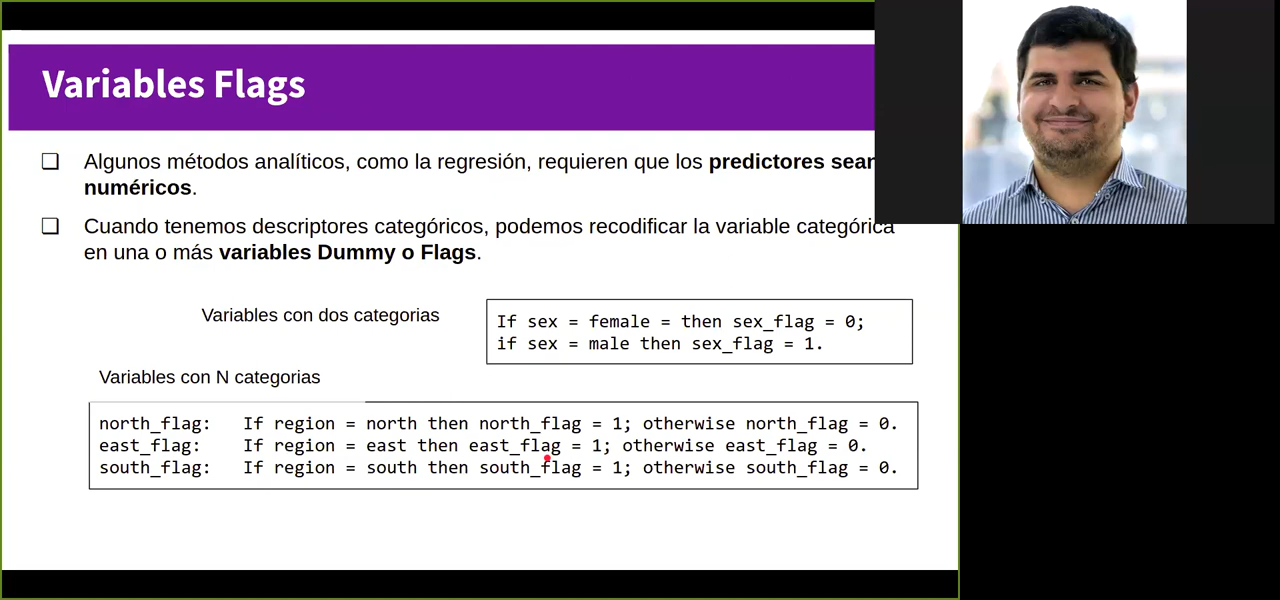 Variables Flags
Algunos métodos analíticos, como la regresión, requieren que los predictores sean
numéricos.
Cuando tenemos descriptores categóricos, podemos recodificar la variable categórica
en una o más variables Dummy o Flags.
Variables con dos categorias
If sex = female = then sex_flag = 0;
if sex = male then sex_flag = 1.
Variables con N categorias
north_flag: If region = north then north_flag = 1; otherwise north_flag = 0.
east_flag: If region = east then east_flag = 1; otherwise east_flag = 0.
south_flag: If region = south then south_flag = 1; otherwise south_flag = 0.